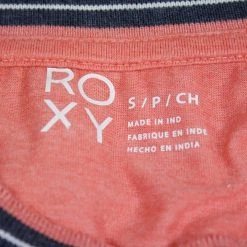 RO
XY
S / P / CH
MADE IN IND
FABRIQUE EN INDE
HECHO EN INDIA